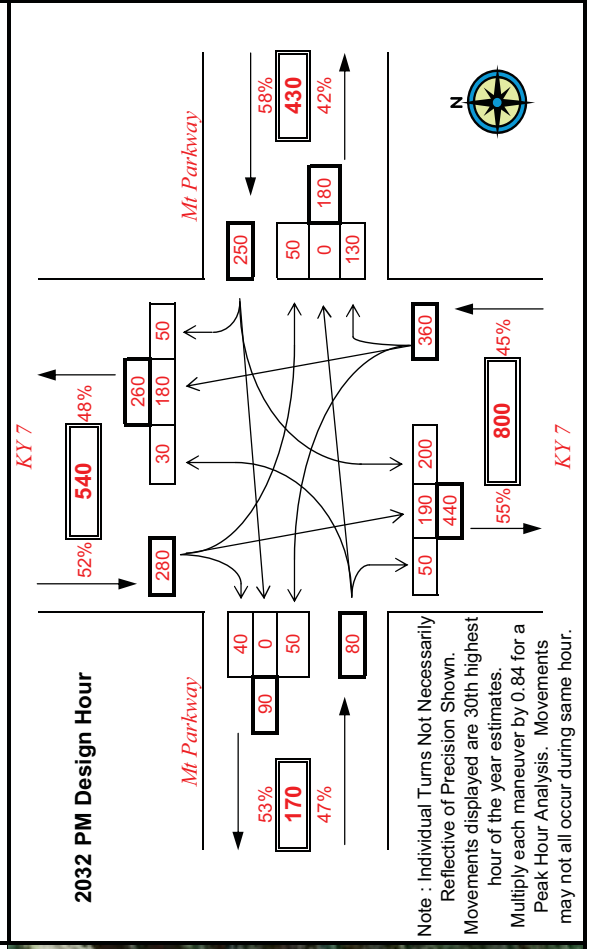 2032 PM Design Hour
KY 7
540
52%
48%
280
260
30 180 50
Mt Parkway
Mt Parkway
58%
430
42%
250
180
50
0
130
N
40
0
50
90
53%
170
47%
80
360
50 190 200
440
55%
800
45%
KY 7
Note : Individual Turns Not Necessarily
Reflective of Precision Shown.
Movements displayed are 30th highest
hour of the year estimates.
Multiply each maneuver by 0.84 for a
Peak Hour Analysis. Movements
may not all occur during same hour.